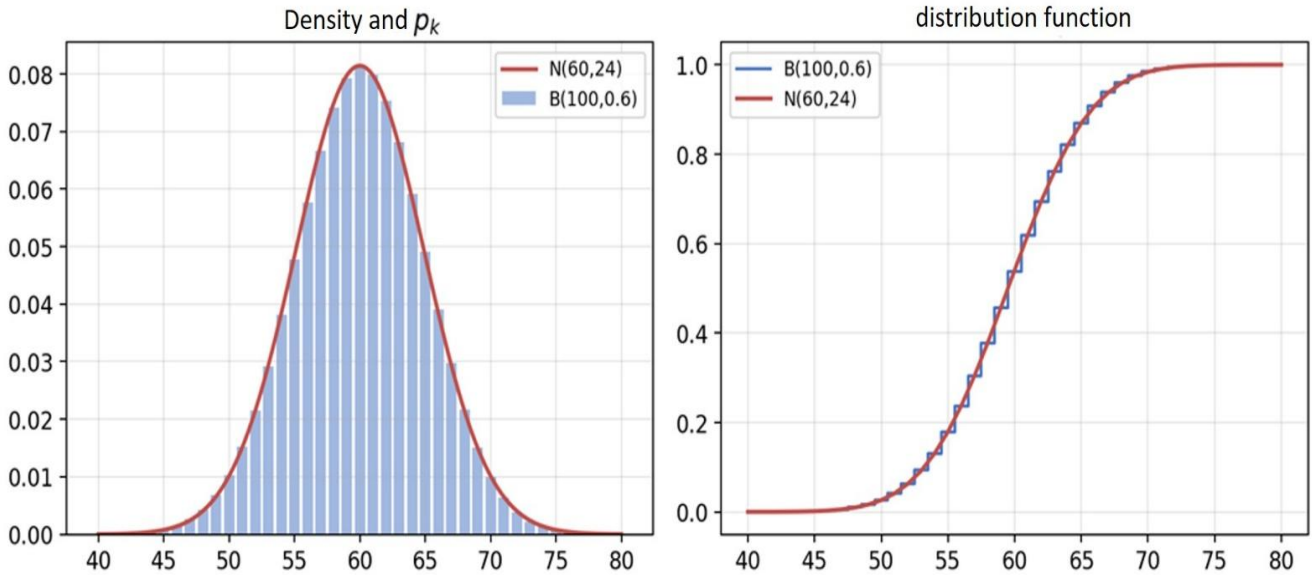 Density and pₖ
N(60,24)
B(100,0.6)
0.08
0.07
0.06
0.05
0.04
0.03
0.02
0.01
0.00
40 45 50 55 60 65 70 75 80
distribution function
B(100,0.6)
N(60,24)
1.0
0.8
0.6
0.4
0.2
0.0
40 45 50 55 60 65 70 75 80